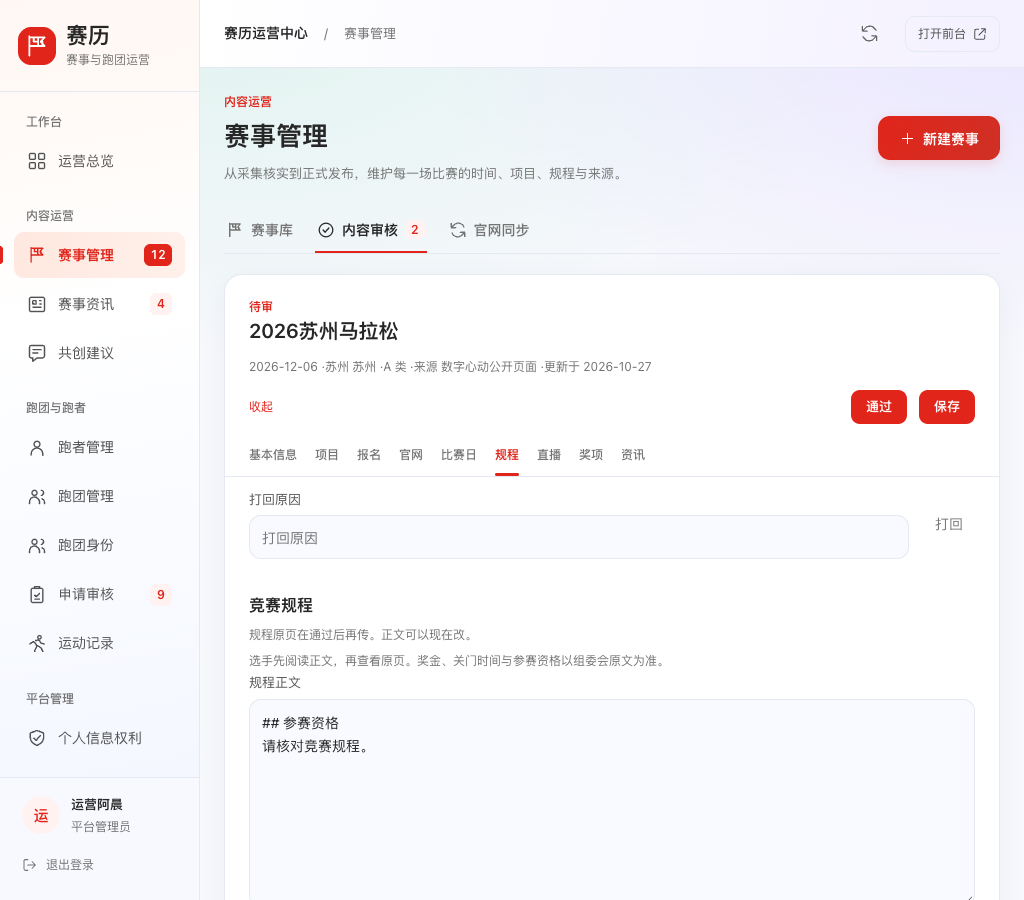 赛历
赛事与跑团运营
工作台
运营总览
内容运营
赛事管理 12
赛事资讯 4
共创建议
跑团与跑者
跑者管理
跑团管理
跑团身份
申请审核 9
运动记录
平台管理
个人信息权利
运 运营阿晨
平台管理员
退出登录
赛历运营中心 / 赛事管理
打开前台
内容运营
赛事管理
从采集核实到正式发布，维护每一场比赛的时间、项目、规程与来源。
新建赛事
赛事库 内容审核 2 官网同步
待审
2026苏州马拉松
2026-12-06 ·苏州 苏州 ·A 类 ·来源 数字心动公开页面 ·更新于 2026-10-27
收起 通过 保存
基本信息 项目 报名 官网 比赛日 规程 直播 奖项 资讯
打回原因
打回原因 打回
竞赛规程
规程原页在通过后再传。正文可以现在改。
选手先阅读正文，再查看原页。奖金、关门时间与参赛资格以组委会原文为准。
规程正文
## 参赛资格
请核对竞赛规程。